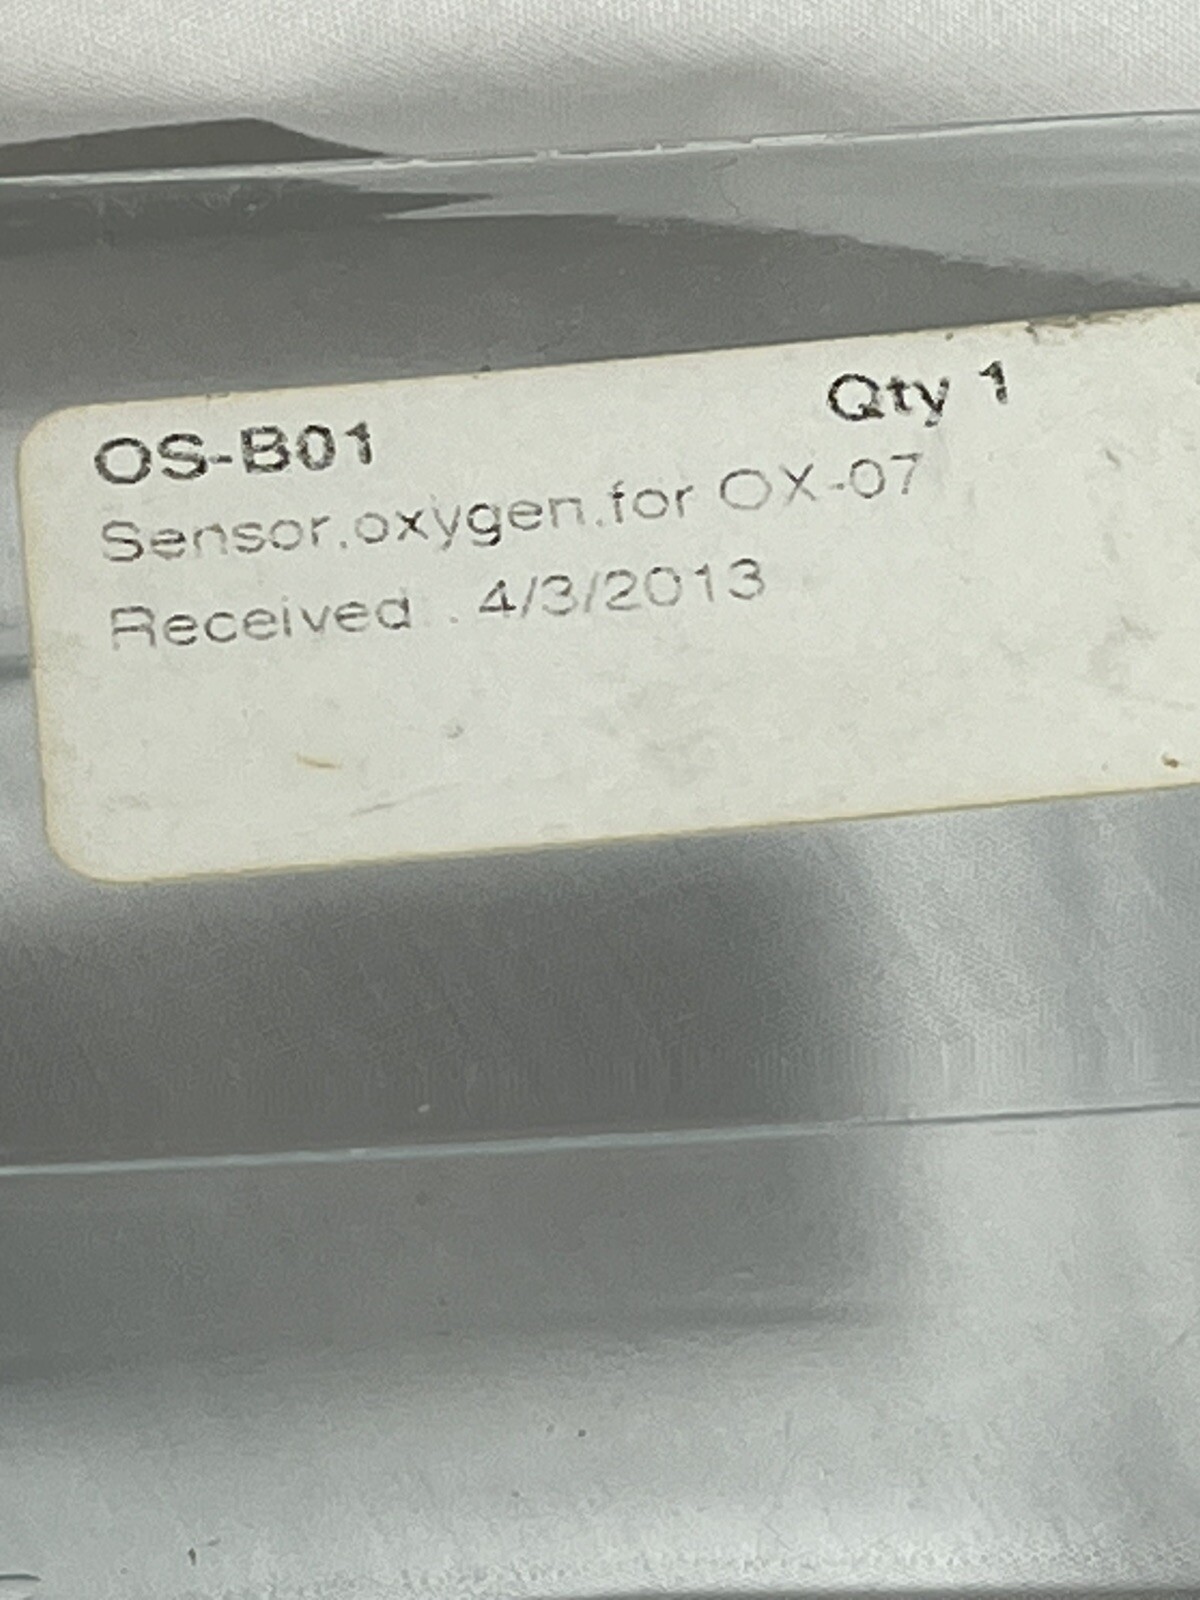 OS-B01 Qty 1
Sensor,oxygen,for OX-07
Received : 4/3/2013